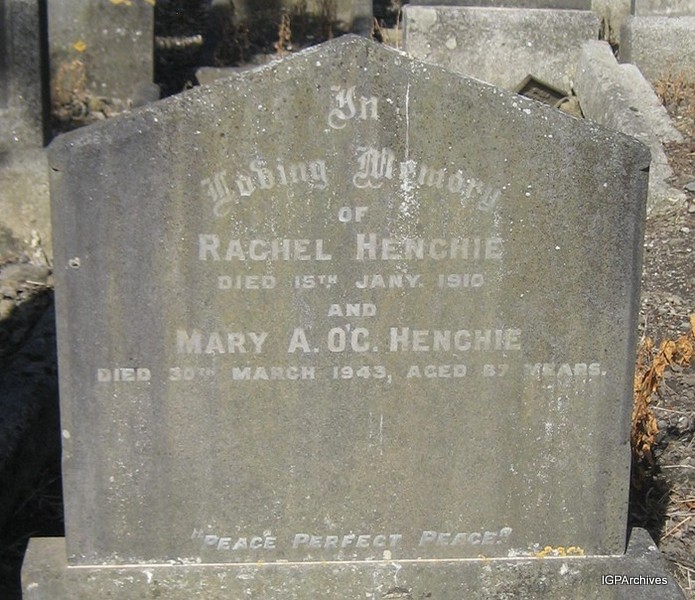 In
Loving Memory
OF
RACHEL HENCHIE
DIED 15TH JANY. 1910
AND
MARY A. O'C. HENCHIE
DIED 30TH MARCH 1943, AGED 87 YEARS.
"PEACE PERFECT PEACE."
IGPArchives